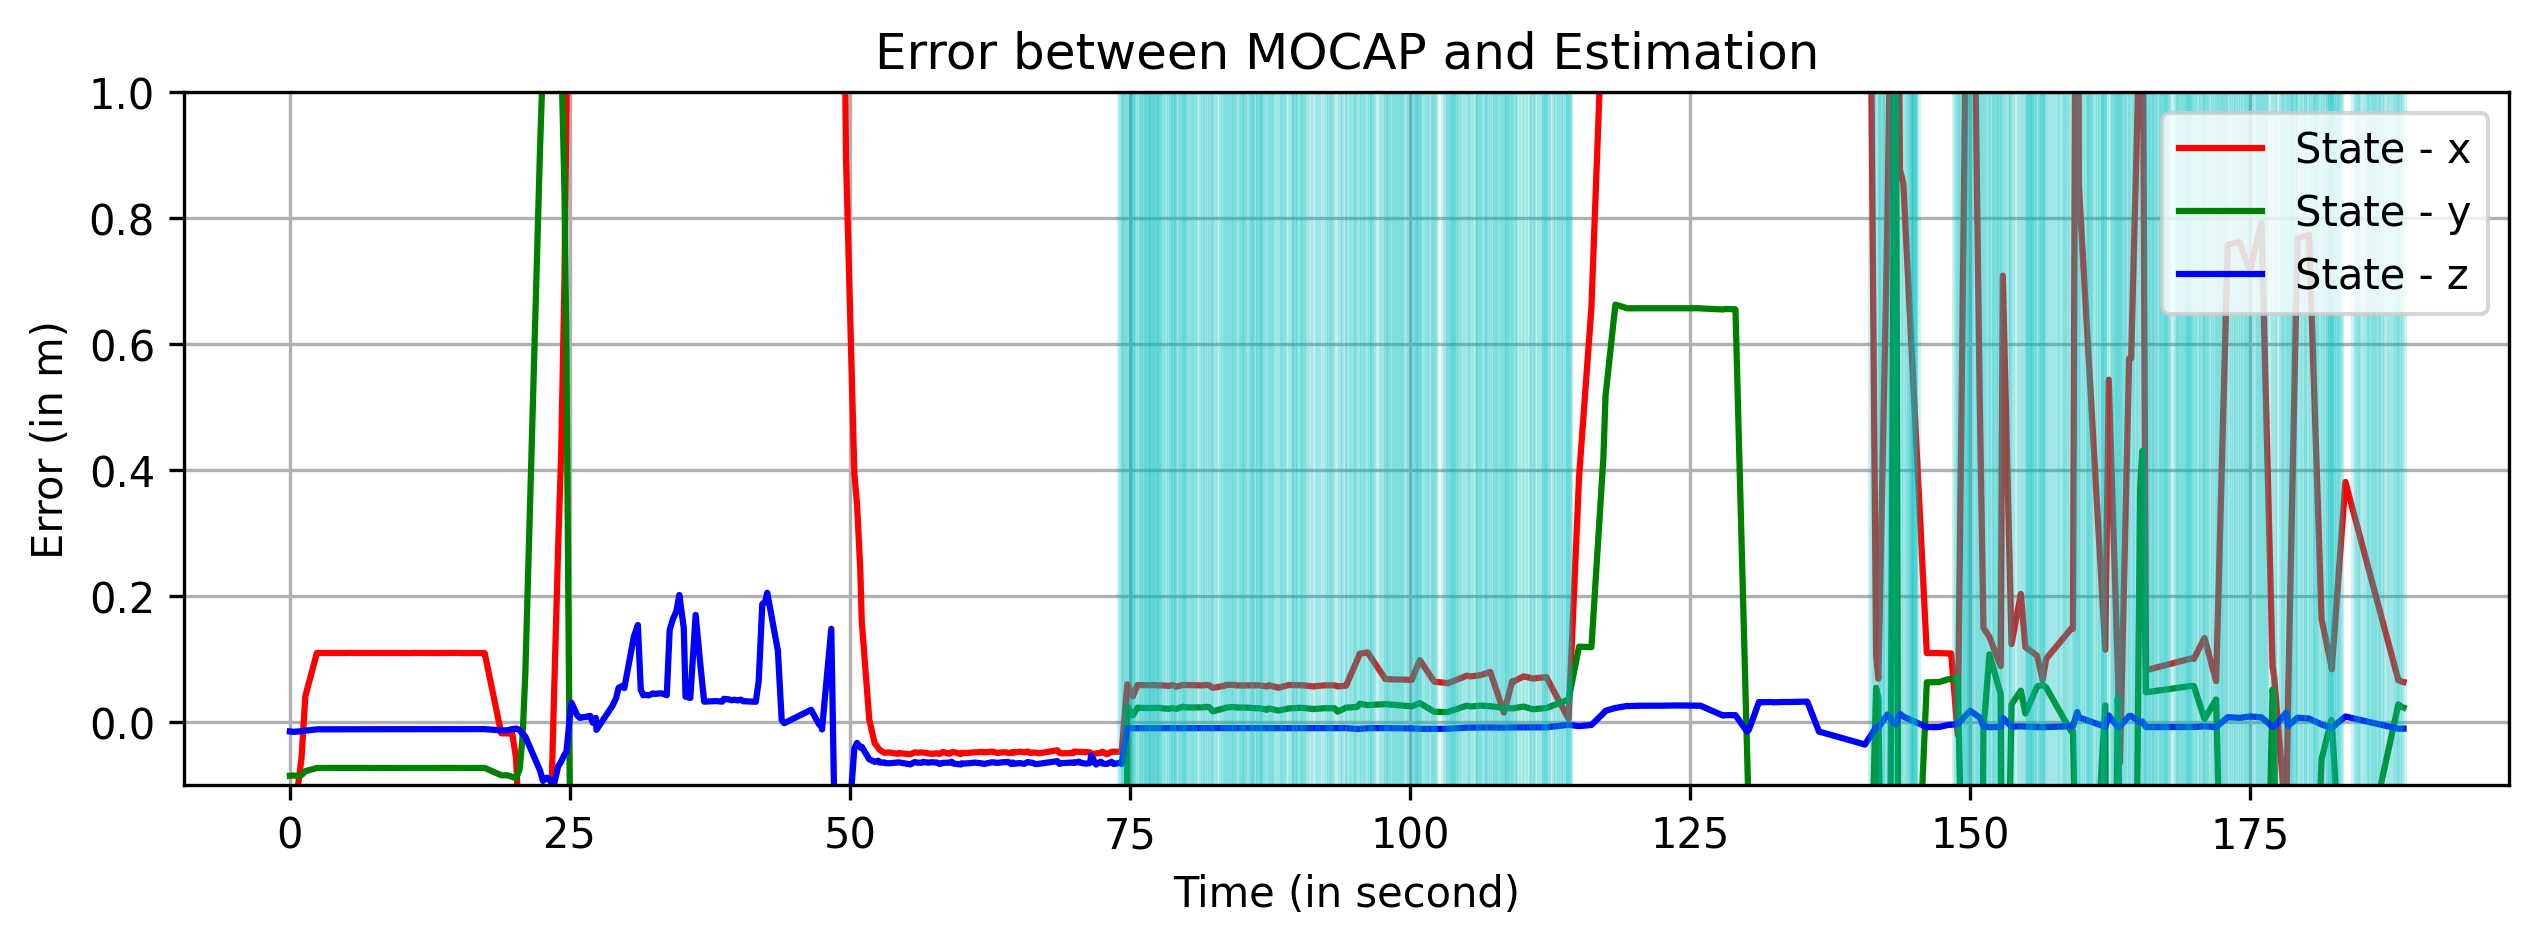 Error between MOCAP and Estimation
1.0
0.8
0.6
0.4
0.2
0.0
Error (in m)
0 25 50 75 100 125 150 175
Time (in second)
State - x
State - y
State - z